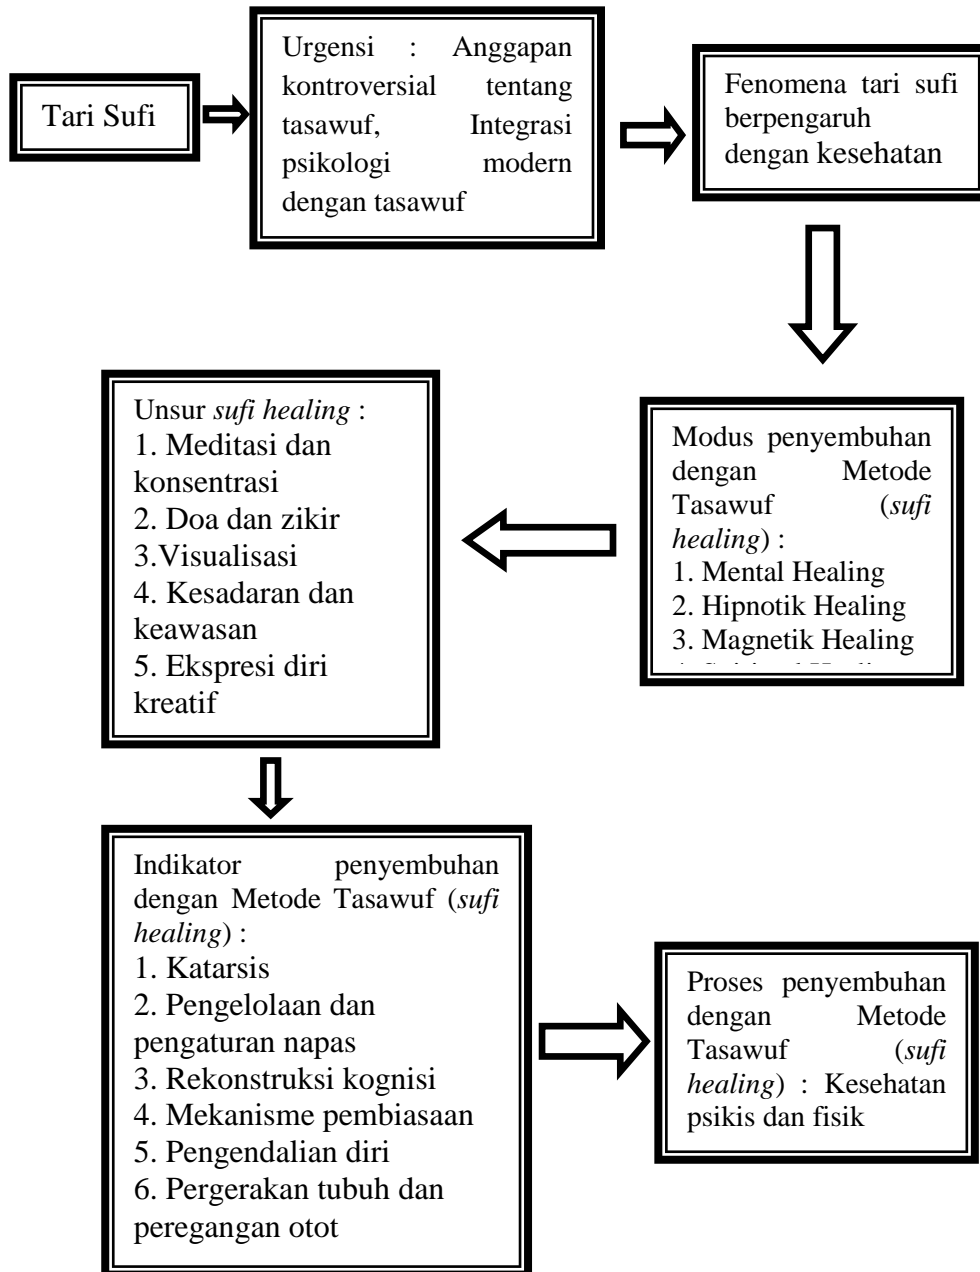 Tari Sufi
Urgensi : Anggapan
kontroversial tentang
tasawuf, Integrasi
psikologi modern
dengan tasawuf
Fenomena tari sufi
berpengaruh
dengan kesehatan
Modus penyembuhan
dengan Metode
Tasawuf (sufi
healing) :
1. Mental Healing
2. Hipnotik Healing
3. Magnetik Healing
Unsur sufi healing :
1. Meditasi dan
konsentrasi
2. Doa dan zikir
3.Visualisasi
4. Kesadaran dan
keawasan
5. Ekspresi diri
kreatif
Indikator penyembuhan
dengan Metode Tasawuf (sufi
healing) :
1. Katarsis
2. Pengelolaan dan
pengaturan napas
3. Rekonstruksi kognisi
4. Mekanisme pembiasaan
5. Pengendalian diri
6. Pergerakan tubuh dan
peregangan otot
Proses penyembuhan
dengan Metode
Tasawuf (sufi
healing) : Kesehatan
psikis dan fisik